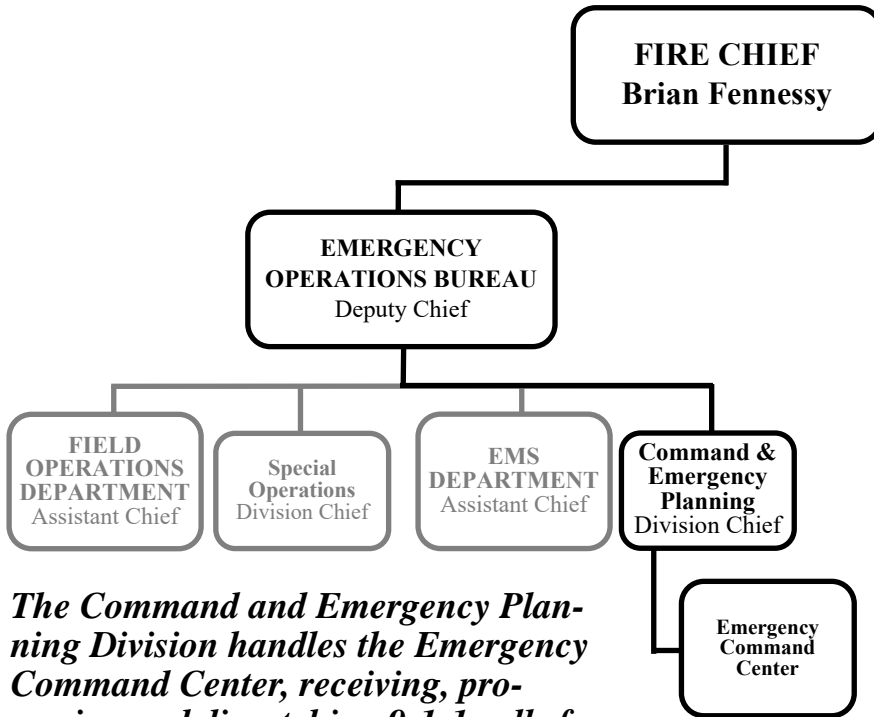 FIRE CHIEF
Brian Fennessy
EMERGENCY
OPERATIONS BUREAU
Deputy Chief
FIELD
OPERATIONS
DEPARTMENT
Assistant Chief
Special
Operations
Division Chief
EMS
DEPARTMENT
Assistant Chief
Command &
Emergency
Planning
Division Chief
Emergency
Command
Center
The Command and Emergency Plan-
ning Division handles the Emergency
Command Center, receiving, pro-